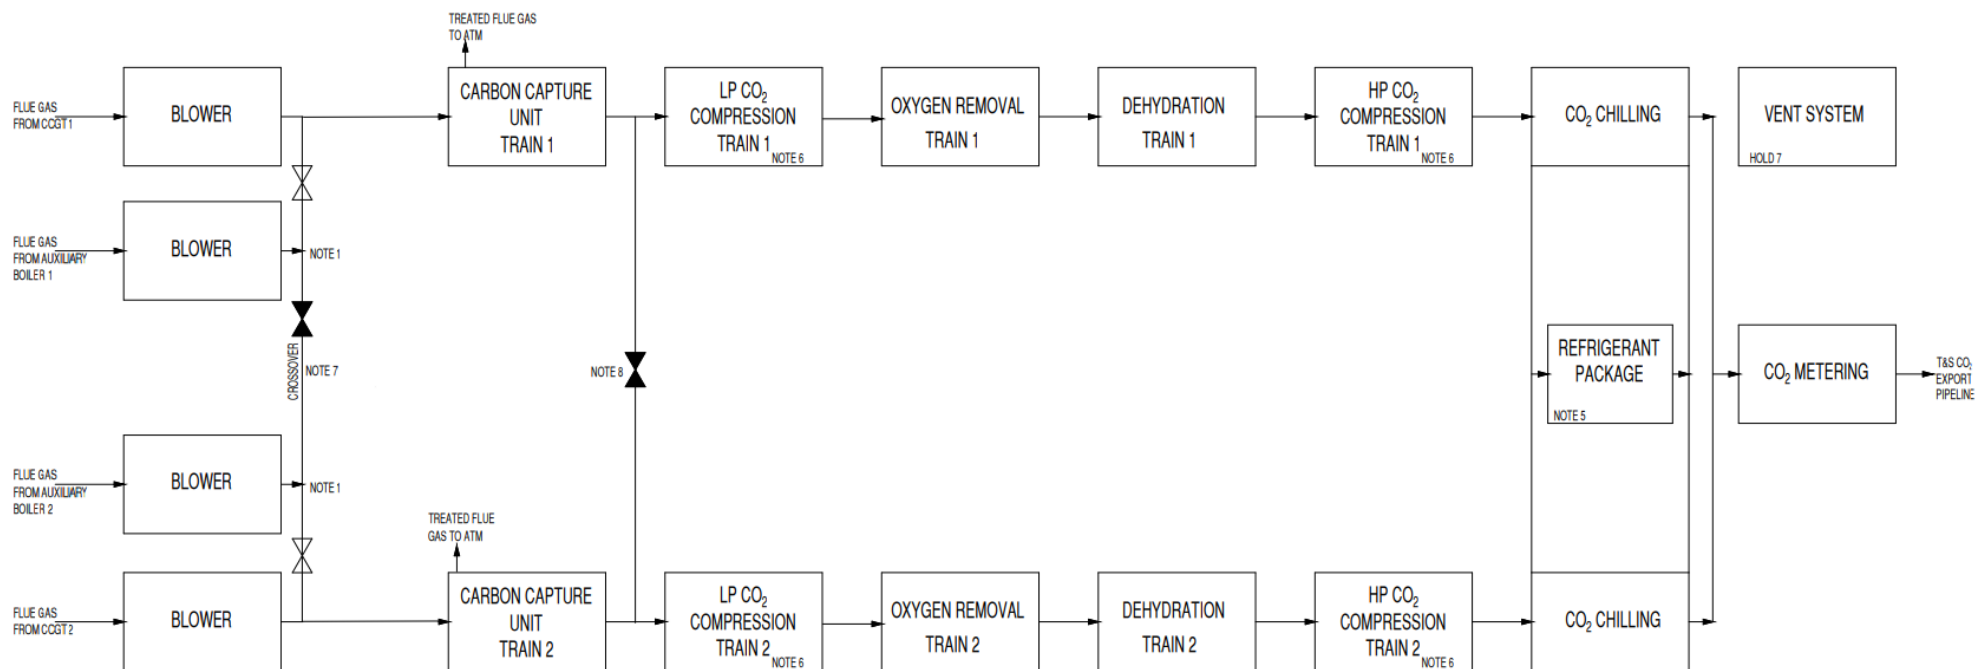 TREATED FLUE GAS
TO ATM
FLUE GAS
FROM CCGT 1
BLOWER
CARBON CAPTURE
UNIT
TRAIN 1
LP CO₂
COMPRESSION
TRAIN 1
NOTE 6
OXYGEN REMOVAL
TRAIN 1
DEHYDRATION
TRAIN 1
HP CO₂
COMPRESSION
TRAIN 1
NOTE 6
CO₂ CHILLING
VENT SYSTEM
HOLD 7
FLUE GAS
FROM AUXILIARY
BOILER 1
BLOWER
NOTE 1
CROSSOVER
NOTE 7
NOTE 8
REFRIGERANT
PACKAGE
NOTE 5
CO₂ METERING
T&S CO₂
EXPORT
PIPELINE
FLUE GAS
FROM AUXILIARY
BOILER 2
BLOWER
NOTE 1
TREATED FLUE
GAS TO ATM
FLUE GAS
FROM CCGT 2
BLOWER
CARBON CAPTURE
UNIT
TRAIN 2
LP CO₂
COMPRESSION
TRAIN 2
NOTE 6
OXYGEN REMOVAL
TRAIN 2
DEHYDRATION
TRAIN 2
HP CO₂
COMPRESSION
TRAIN 2
NOTE 6
CO₂ CHILLING